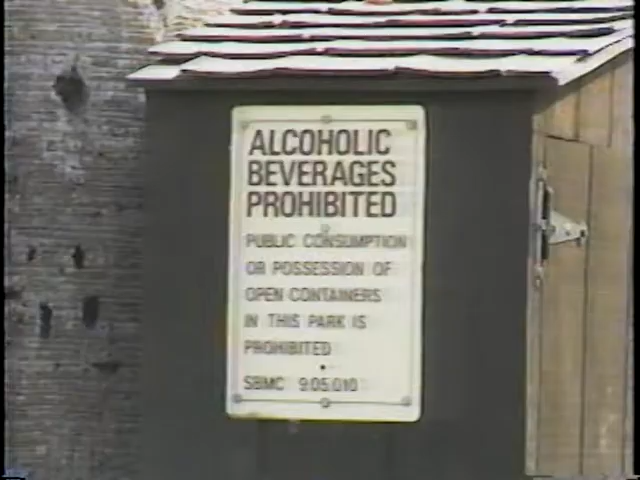 ALCOHOLIC
BEVERAGES
PROHIBITED
PUBLIC CONSUMPTION
OR POSSESSION OF
OPEN CONTAINERS
IN THIS PARK IS
PROHIBITED
SBMC 9.05.010